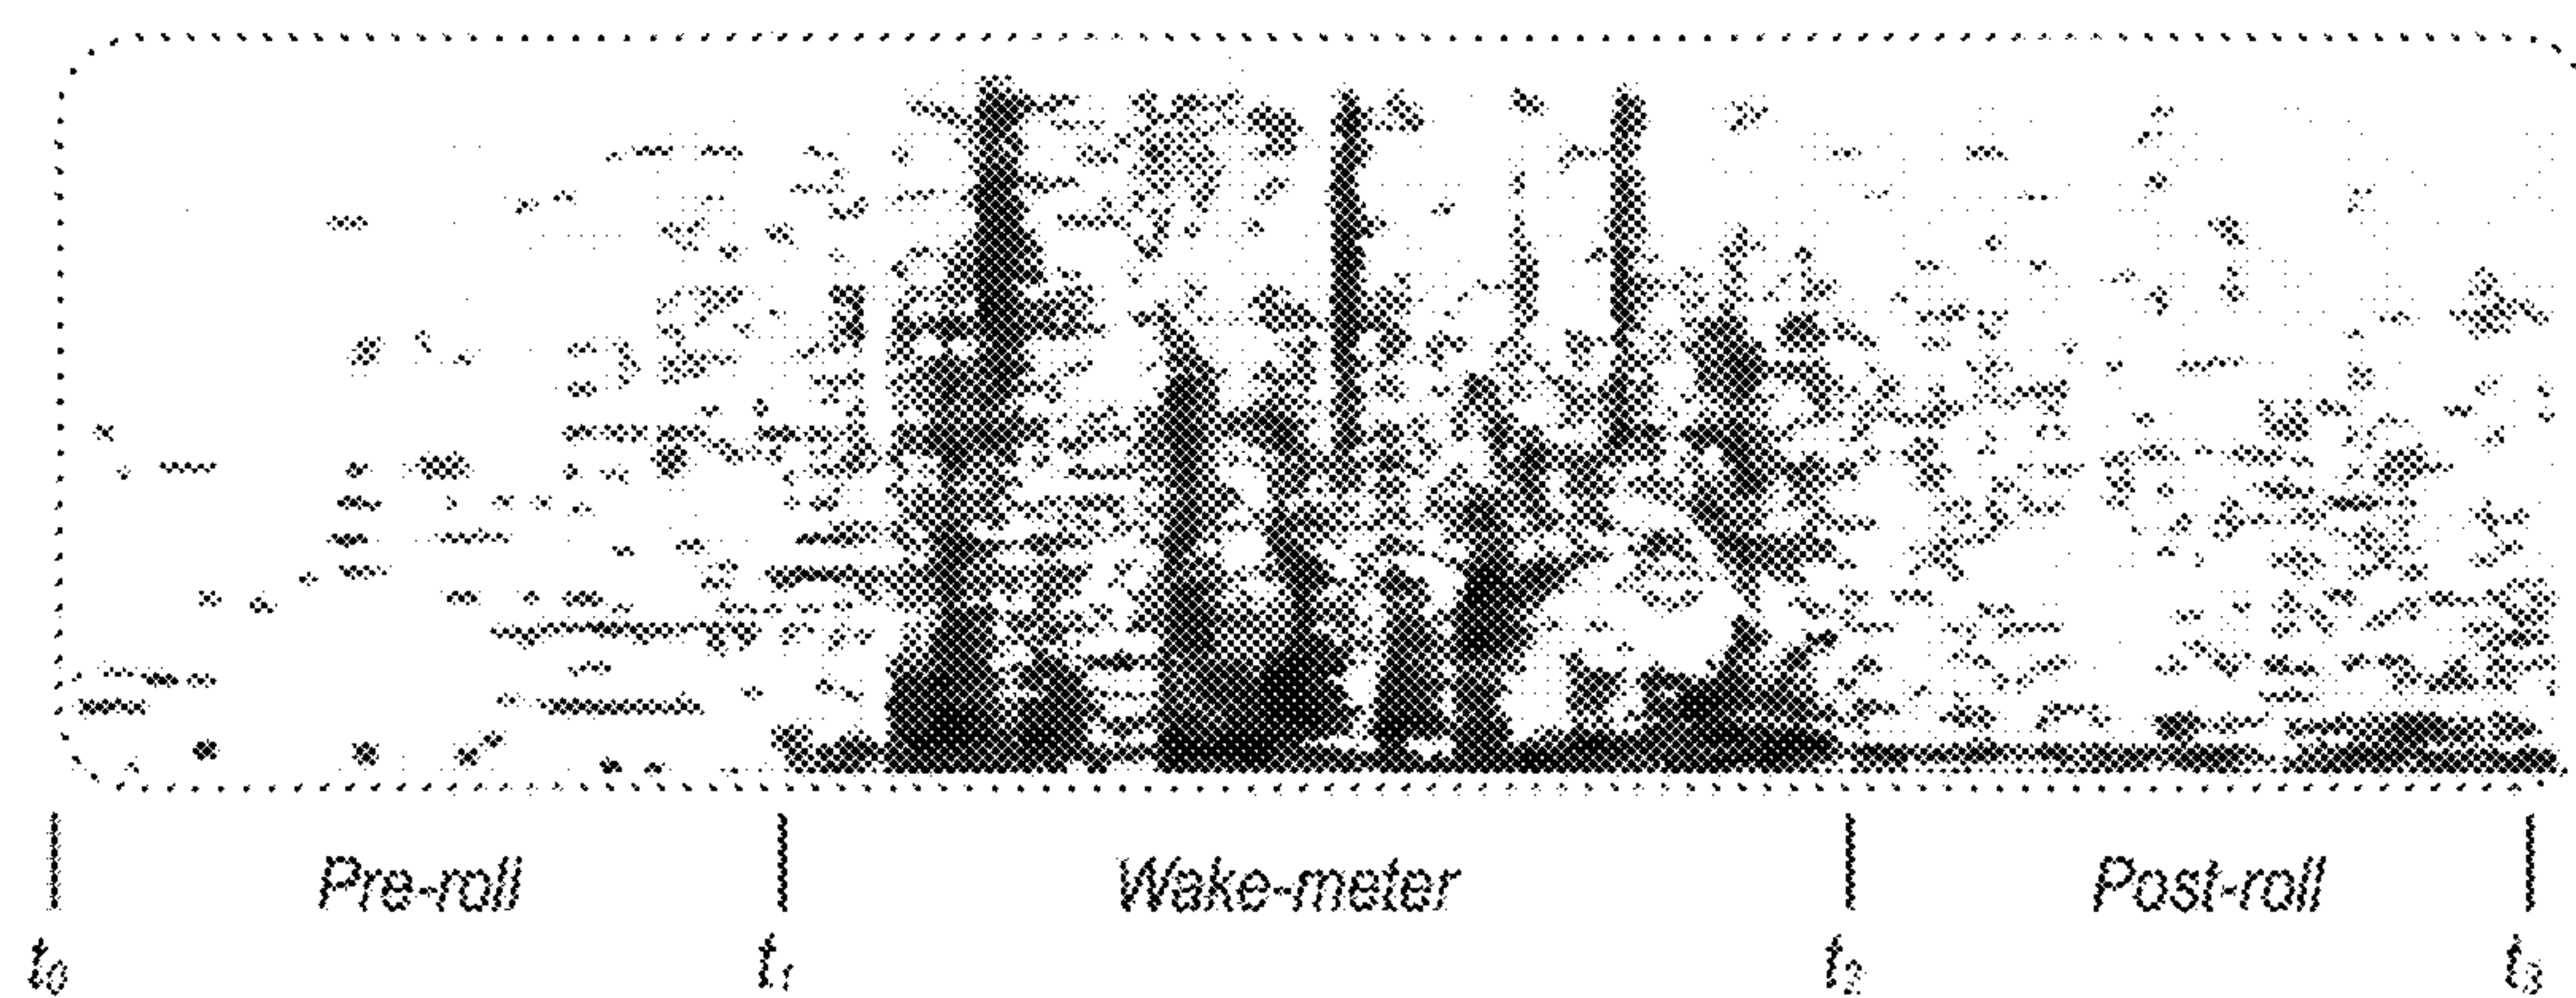 Pre-roll Wake-meter Post-roll
t₀ t₁ t₂ t₃